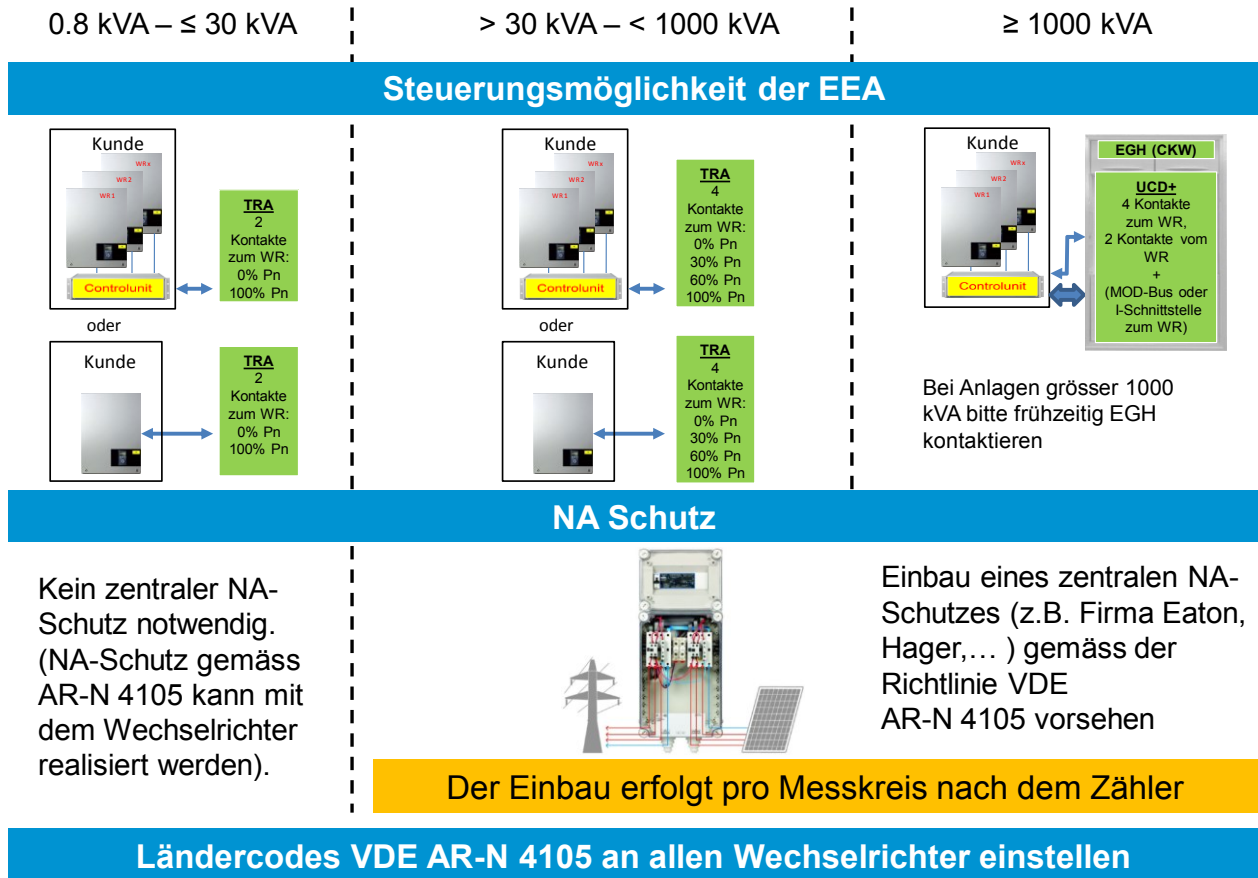 0.8 kVA – ≤ 30 kVA
> 30 kVA – < 1000 kVA
≥ 1000 kVA
Steuerungsmöglichkeit der EEA
Kunde
WRx
WR2
WR1
Controlunit
TRA
2
Kontakte
zum WR:
0% Pn
100% Pn
oder
Kunde
TRA
2
Kontakte
zum WR:
0% Pn
100% Pn
Kunde
WRx
WR2
WR1
Controlunit
TRA
4
Kontakte
zum WR:
0% Pn
30% Pn
60% Pn
100% Pn
oder
Kunde
TRA
4
Kontakte
zum WR:
0% Pn
30% Pn
60% Pn
100% Pn
Kunde
WRx
WR2
WR1
Controlunit
EGH (CKW)
UCD+
4 Kontakte
zum WR,
2 Kontakte vom
WR
+
(MOD-Bus oder
I-Schnittstelle
zum WR)
Bei Anlagen grösser 1000
kVA bitte frühzeitig EGH
kontaktieren
NA Schutz
Kein zentraler NA-
Schutz notwendig.
(NA-Schutz gemäss
AR-N 4105 kann mit
dem Wechselrichter
realisiert werden).
Einbau eines zentralen NA-
Schutzes (z.B. Firma Eaton,
Hager,… ) gemäss der
Richtlinie VDE
AR-N 4105 vorsehen
Der Einbau erfolgt pro Messkreis nach dem Zähler
Ländercodes VDE AR-N 4105 an allen Wechselrichter einstellen